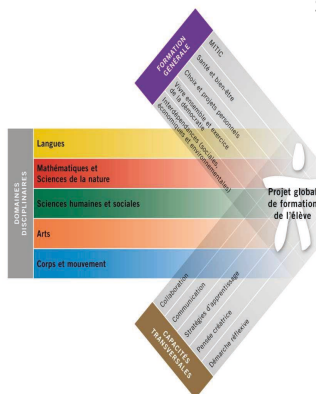 FORMATION
GÉNÉRALE
MITIC
Santé et bien-être
Choix et projets personnels
Vivre ensemble et exercice
de la démocratie
Interdépendances (sociales,
économiques et environnementales)
DOMAINES
DISCIPLINAIRES
Langues
Mathématiques et
Sciences de la nature
Sciences humaines et sociales
Arts
Corps et mouvement
Projet global
de formation
de l'élève
CAPACITÉS
TRANSVERSALES
Collaboration
Communication
Stratégies d'apprentissage
Pensée créatrice
Démarche réflexive